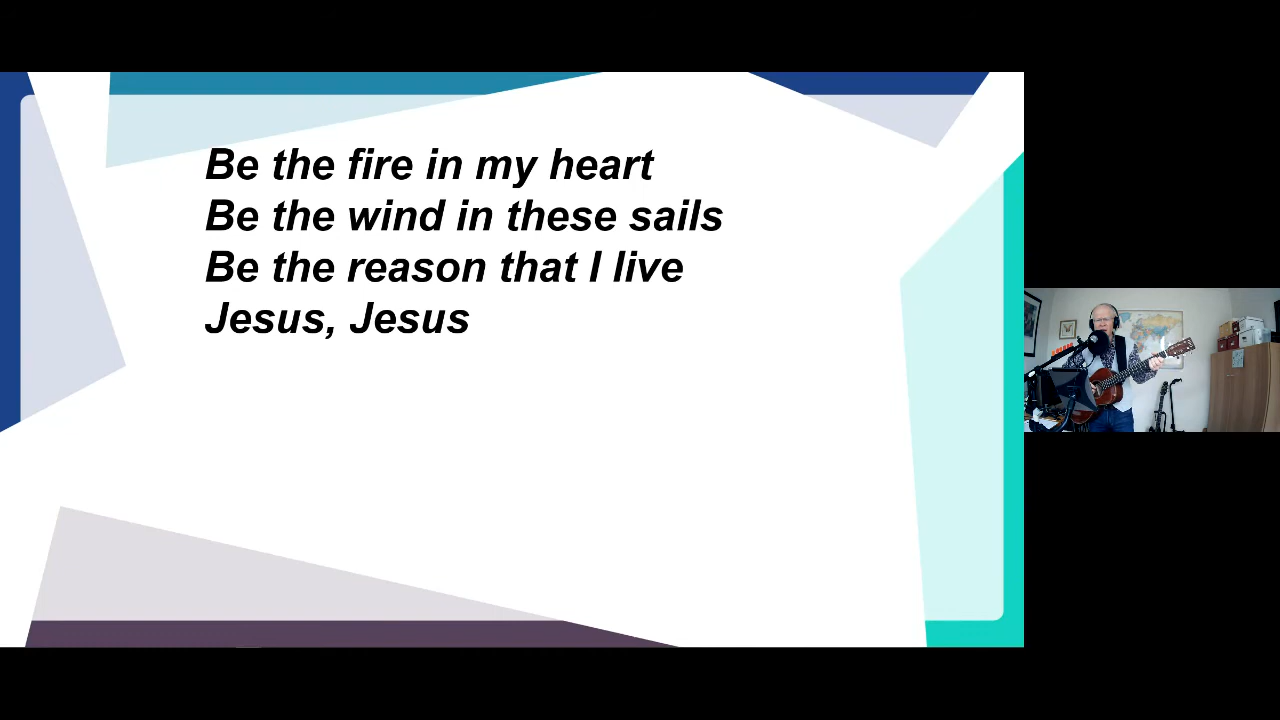 Be the fire in my heart
Be the wind in these sails
Be the reason that I live
Jesus, Jesus